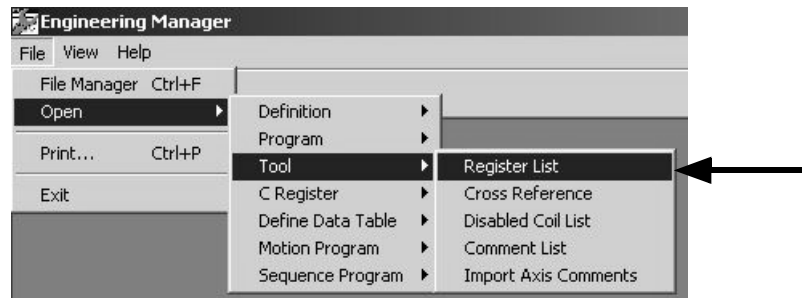 Engineering Manager
File View Help
File Manager Ctrl+F
Open
Print... Ctrl+P
Exit
Definition
Program
Tool
C Register
Define Data Table
Motion Program
Sequence Program
Register List
Cross Reference
Disabled Coil List
Comment List
Import Axis Comments